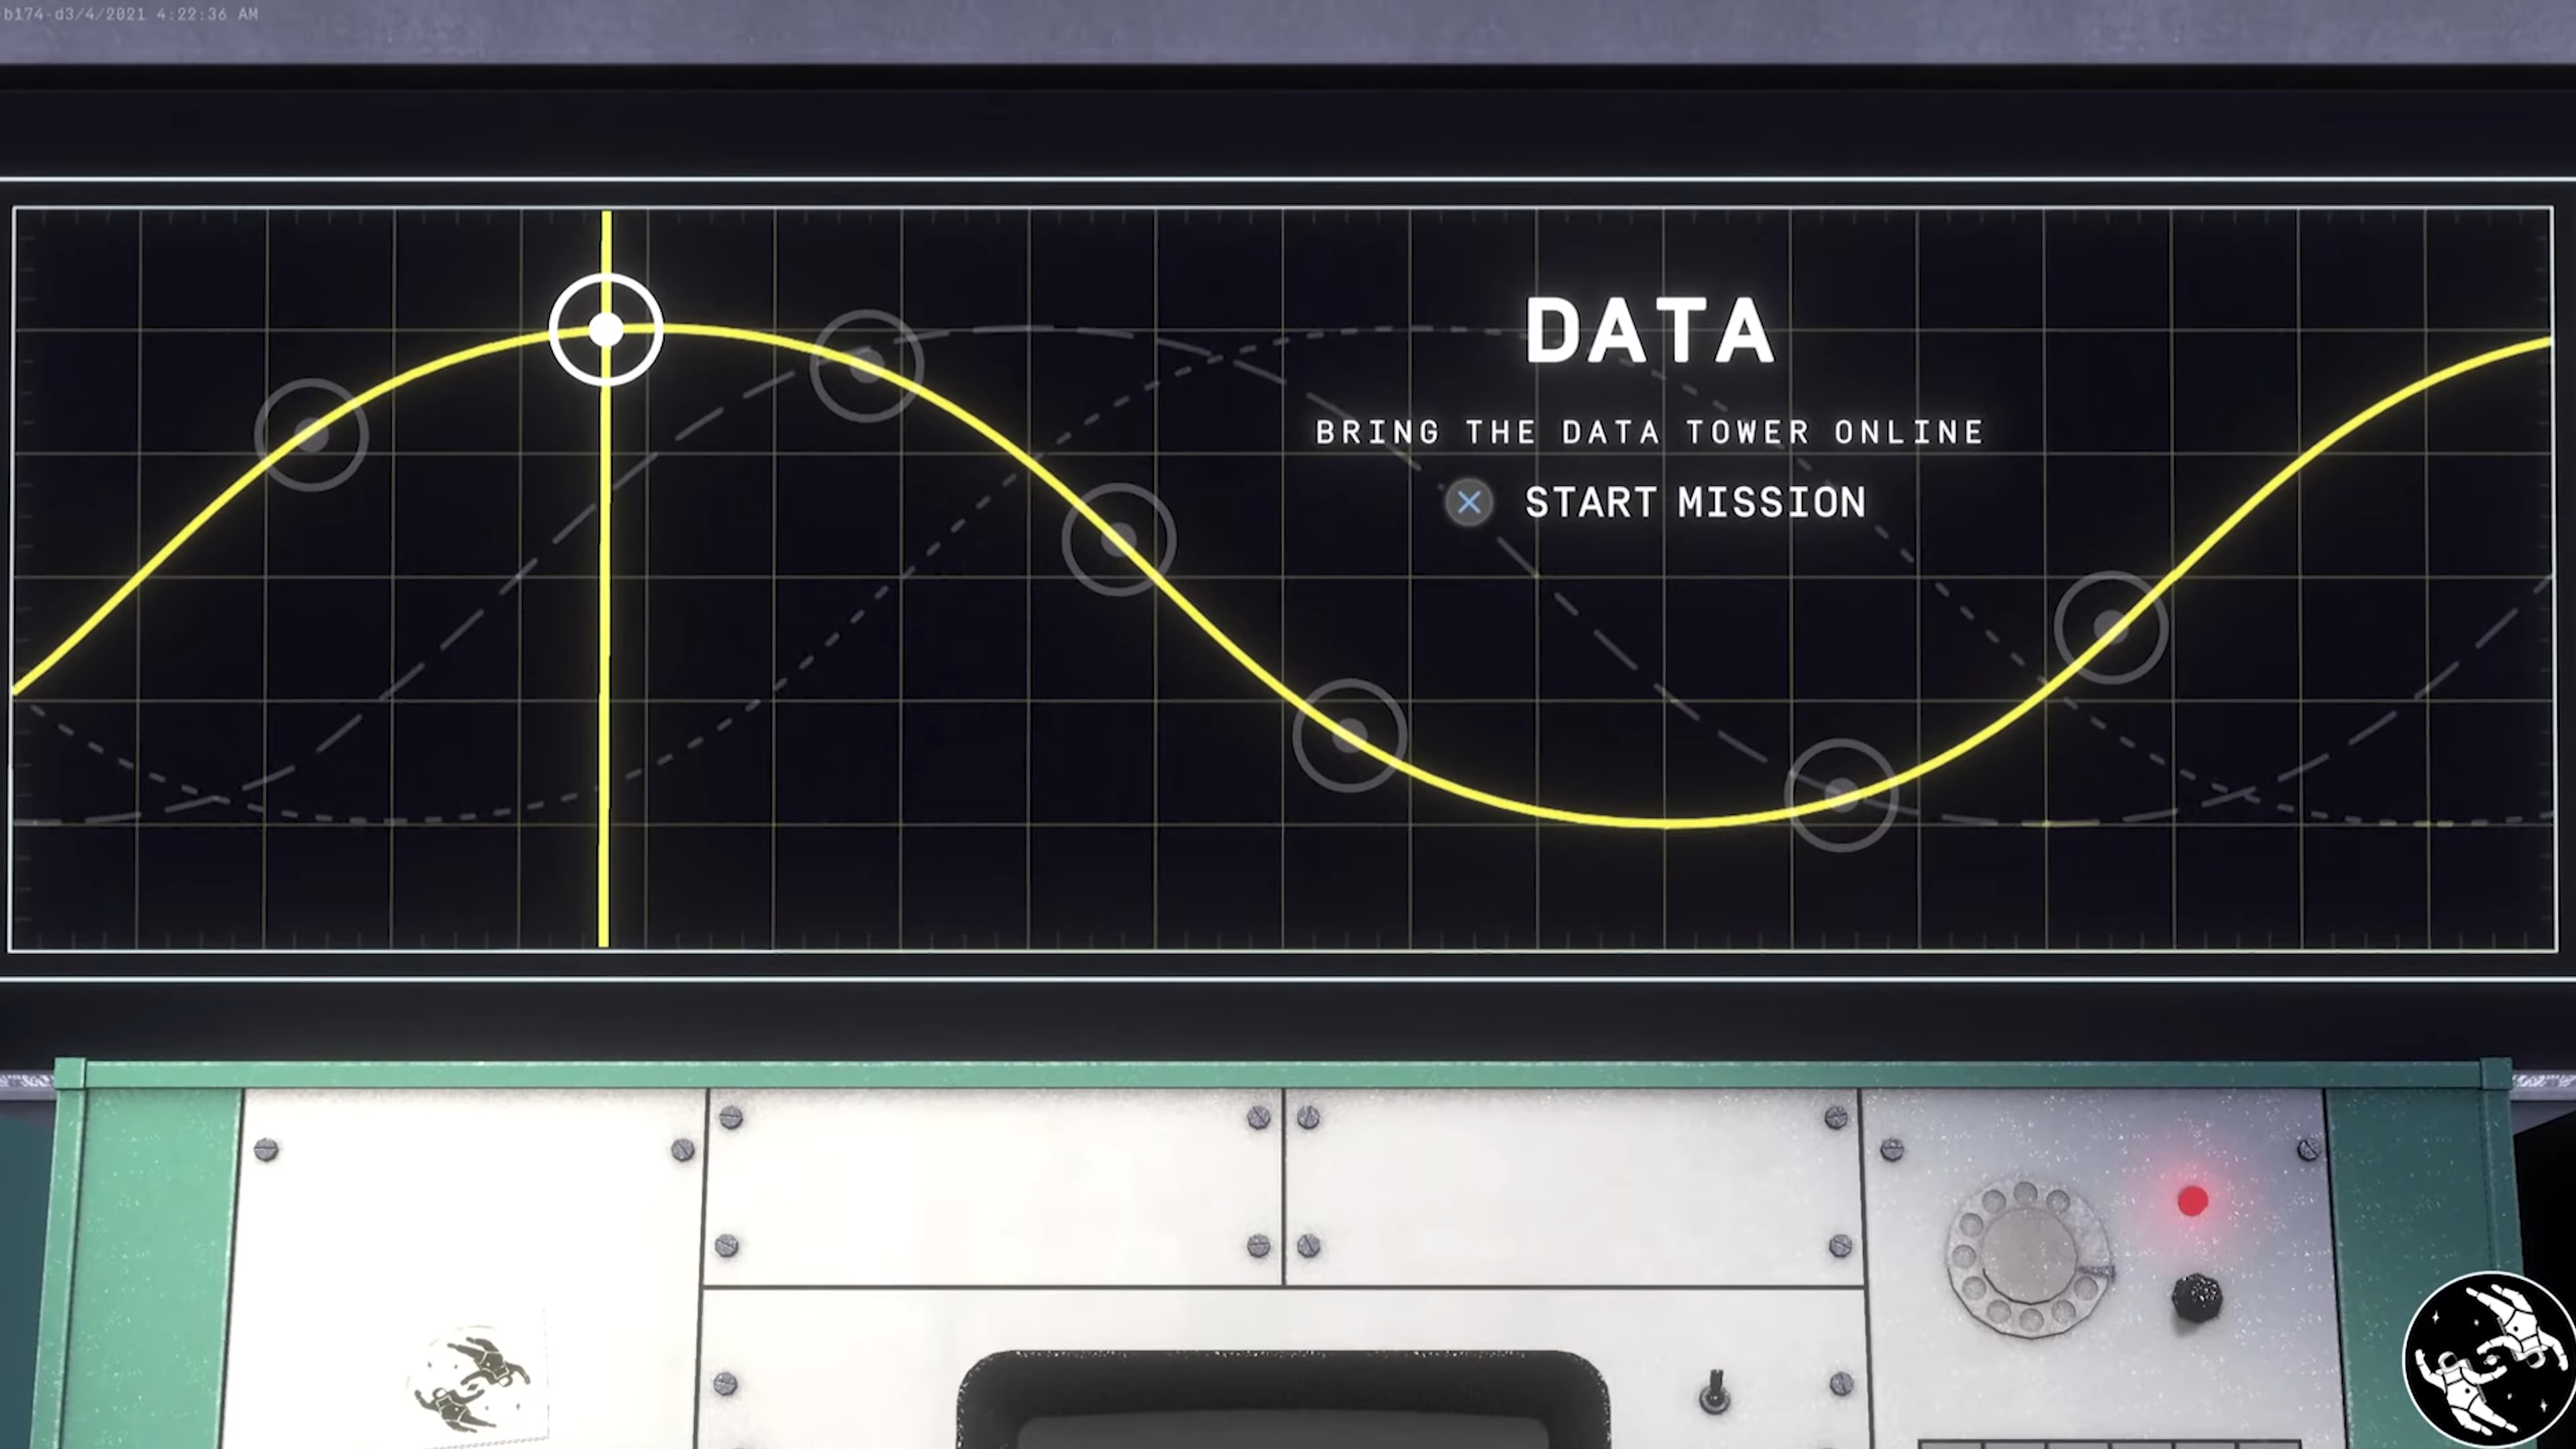 b174-d3/4/2021 4:22:36 AM
DATA
BRING THE DATA TOWER ONLINE
START MISSION